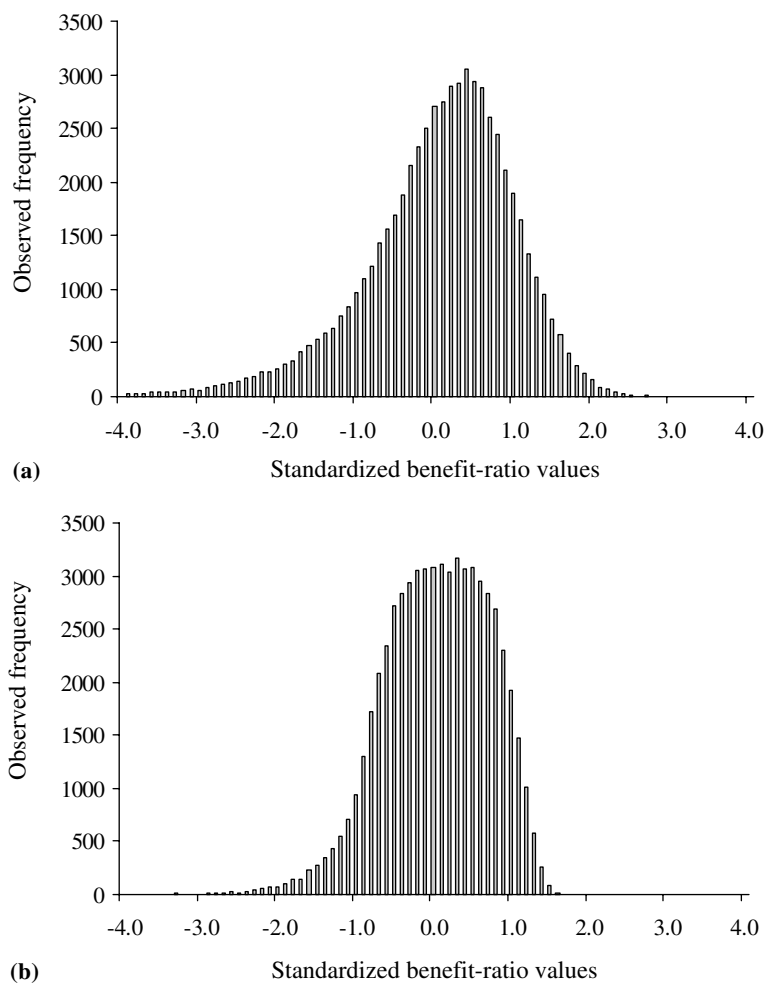 3500
3000
2500
2000
1500
1000
500
0
Observed frequency
-4.0 -3.0 -2.0 -1.0 0.0 1.0 2.0 3.0 4.0
(a) Standardized benefit-ratio values
3500
3000
2500
2000
1500
1000
500
0
Observed frequency
-4.0 -3.0 -2.0 -1.0 0.0 1.0 2.0 3.0 4.0
(b) Standardized benefit-ratio values